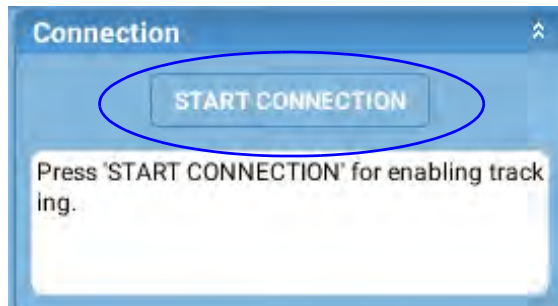 Connection
START CONNECTION
Press 'START CONNECTION' for enabling track
ing.